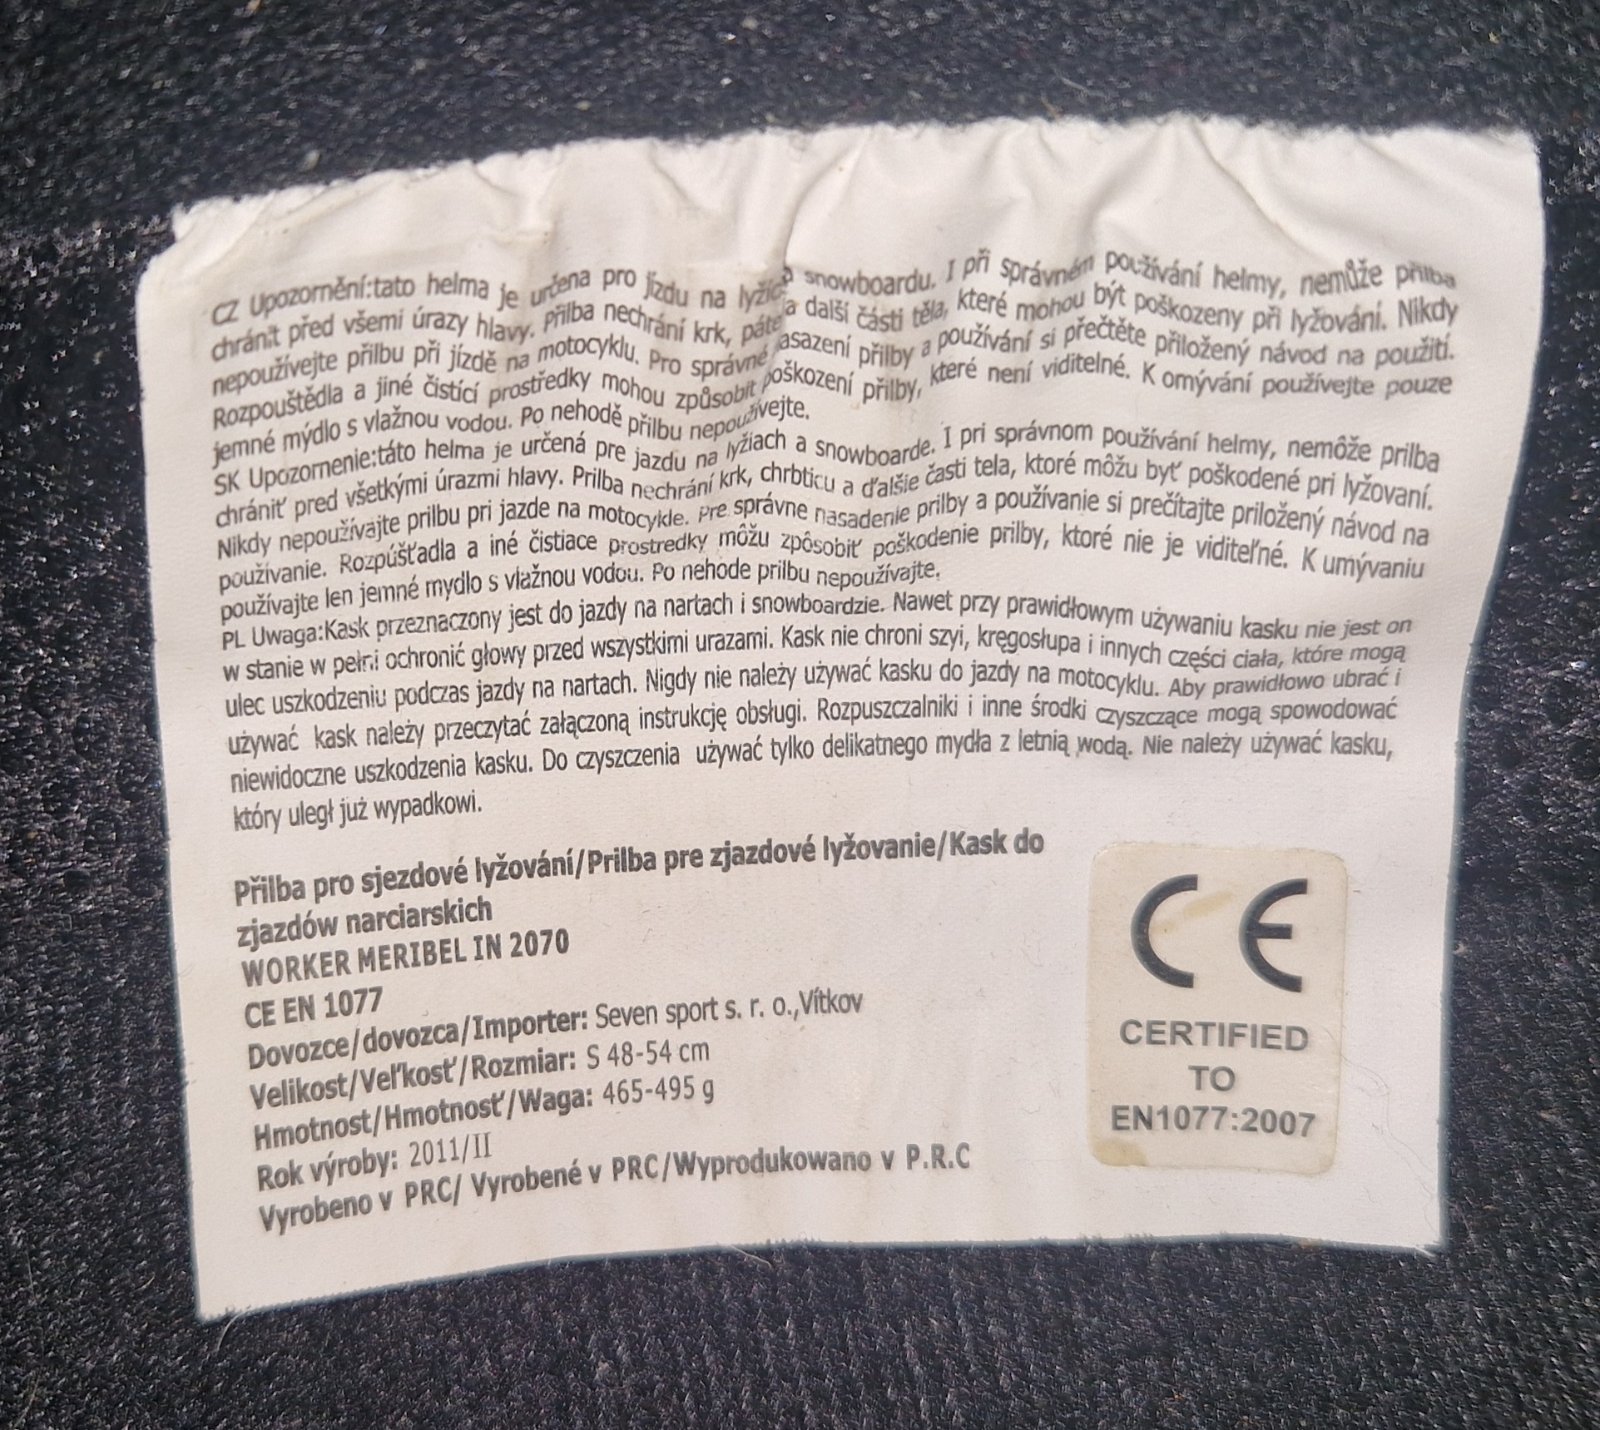 CZ Upozornění:tato helma je určena pro jízdu na lyžích a snowboardu. I při správném používání helmy, nemůže přilba
chránit před všemi úrazy hlavy. Přilba nechrání krk, páteř a další části těla, které mohou být poškozeny při lyžování. Nikdy
nepoužívejte přilbu při jízdě na motocyklu. Pro správné nasazení přilby a používání si přečtěte přiložený návod na použití.
Rozpouštědla a jiné čistící prostředky mohou způsobit poškození přilby, které není viditelné. K omývání používejte pouze
jemné mýdlo s vlažnou vodou. Po nehodě přilbu nepoužívejte.
SK Upozornenie:táto helma je určená pre jazdu na lyžiach a snowboarde. I pri správnom používání helmy, nemôže prilba
chrániť pred všetkými úrazmi hlavy. Prilba nechrání krk, chrbticu a ďalšie časti tela, ktoré môžu byť poškodené pri lyžovaní.
Nikdy nepoužívajte prilbu pri jazde na motocykle. Pre správne nasadenie prilby a používanie si prečítajte priložený návod na
používanie. Rozpúšťadla a iné čistiace prostredky môžu zpôsobiť poškodenie prilby, ktoré nie je viditeľné. K umývaniu
používajte len jemné mydlo s vlažnou vodou. Po nehode prilbu nepoužívajte.
PL Uwaga:Kask przeznaczony jest do jazdy na nartach i snowboardzie. Nawet przy prawidłowym używaniu kasku nie jest on
w stanie w pełni ochronić głowy przed wszystkimi urazami. Kask nie chroni szyi, kręgosłupa i innych części ciała, które mogą
ulec uszkodzeniu podczas jazdy na nartach. Nigdy nie należy używać kasku do jazdy na motocyklu. Aby prawidłowo ubrać i
używać kask należy przeczytać załączoną instrukcję obsługi. Rozpuszczalniki i inne środki czyszczące mogą spowodować
niewidoczne uszkodzenia kasku. Do czyszczenia używać tylko delikatnego mydła z letnią wodą. Nie należy używać kasku,
który uległ już wypadkowi.
Přilba pro sjezdové lyžování/Prilba pre zjazdové lyžovanie/Kask do
zjazdów narciarskich
WORKER MERIBEL IN 2070
CE EN 1077
Dovozce/dovozca/Importer: Seven sport s. r. o.,Vítkov
Velikost/Veľkosť/Rozmiar: S 48-54 cm
Hmotnost/Hmotnosť/Waga: 465-495 g
Rok výroby: 2011/II
Vyrobeno v PRC/ Vyrobené v PRC/Wyprodukowano v P.R.C
CE
CERTIFIED
TO
EN1077:2007